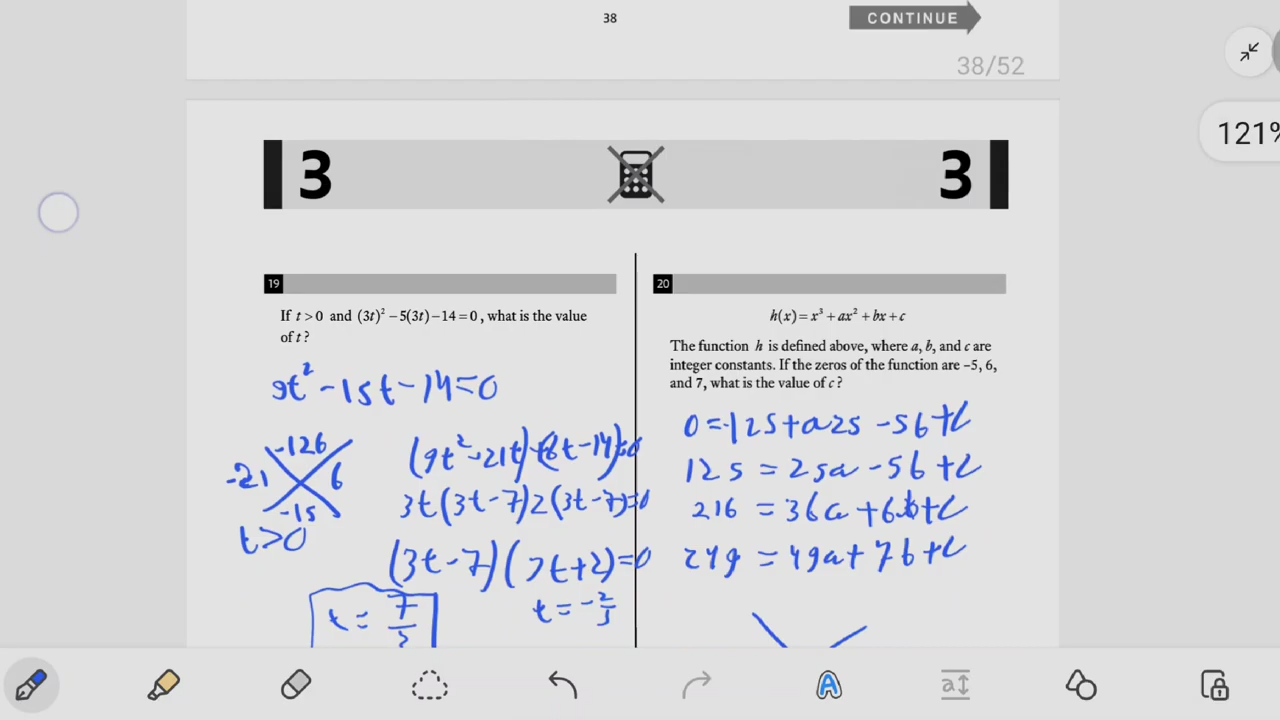 38
CONTINUE
38/52
121%
3
3
19
If t > 0 and (3t)² − 5(3t) − 14 = 0, what is the value
of t ?
9t² - 15t - 14 = 0
-126
-21 6
-15
t > 0
(9t² - 21t) + (6t - 14) = 0
3t(3t - 7) 2(3t - 7) = 0
(3t - 7)(3t + 2) = 0
t = 7/3
t = -2/3
20
h(x) = x³ + ax² + bx + c
The function h is defined above, where a, b, and c are
integer constants. If the zeros of the function are −5, 6,
and 7, what is the value of c ?
0 = -125 + a25 - 5b + c
125 = 25a - 5b + c
216 = 36a + 6b + c
249 = 49a + 7b + c
A
a